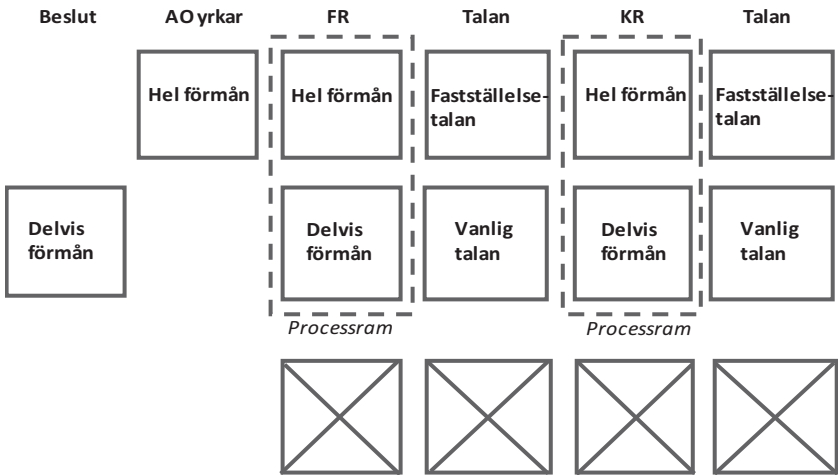 Beslut AO yrkar FR Talan KR Talan
Hel förmån Hel förmån Fastställelse- Hel förmån Fastställelse-
talan talan
Delvis Delvis Vanlig Delvis Vanlig
förmån förmån talan förmån talan
Processram Processram